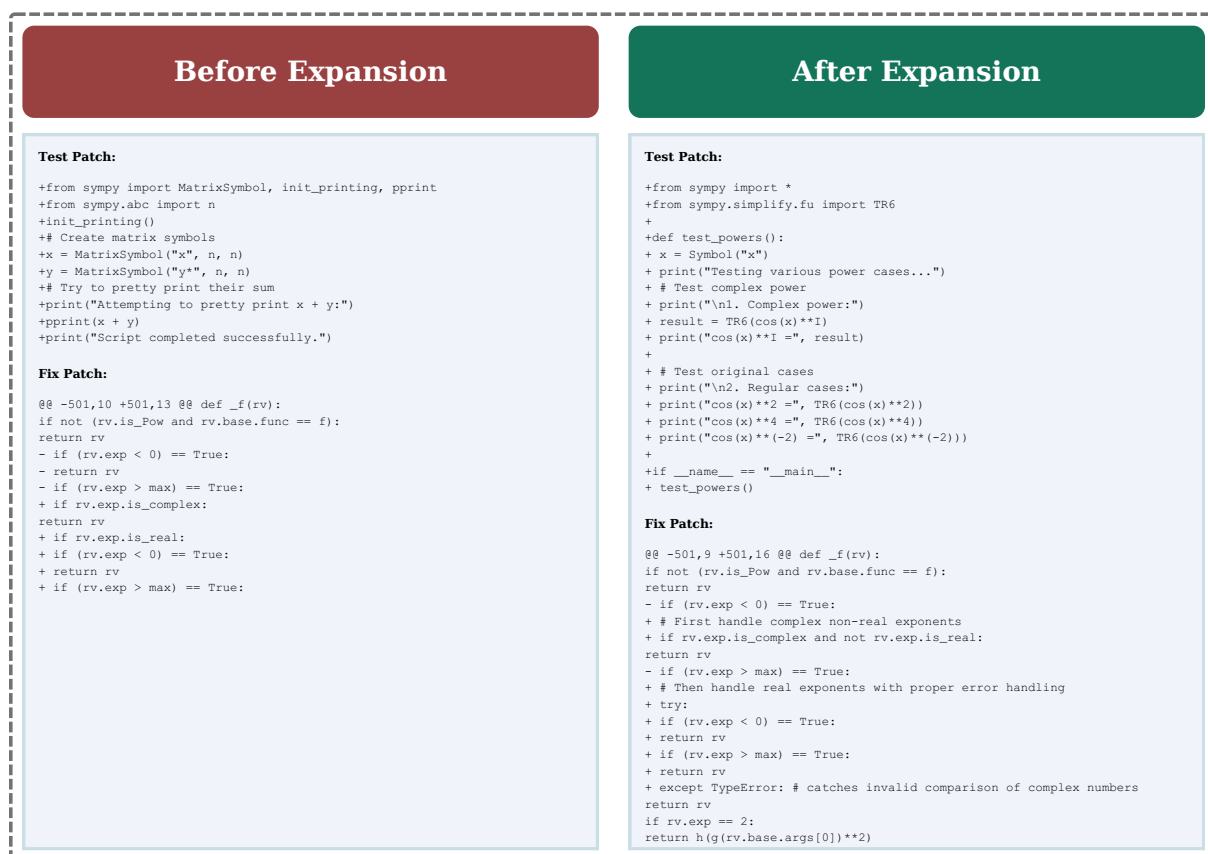 Before Expansion
Test Patch:
+from sympy import MatrixSymbol, init_printing, pprint
+from sympy.abc import n
+init_printing()
+# Create matrix symbols
+x = MatrixSymbol("x", n, n)
+y = MatrixSymbol("y*", n, n)
+# Try to pretty print their sum
+print("Attempting to pretty print x + y:")
+pprint(x + y)
+print("Script completed successfully.")
Fix Patch:
@@ -501,10 +501,13 @@ def _f(rv):
if not (rv.is_Pow and rv.base.func == f):
return rv
- if (rv.exp < 0) == True:
- return rv
- if (rv.exp > max) == True:
+ if rv.exp.is_complex:
return rv
+ if rv.exp.is_real:
+ if (rv.exp < 0) == True:
+ return rv
+ if (rv.exp > max) == True:
After Expansion
Test Patch:
+from sympy import *
+from sympy.simplify.fu import TR6
+
+def test_powers():
+ x = Symbol("x")
+ print("Testing various power cases...")
+ # Test complex power
+ print("\n1. Complex power:")
+ result = TR6(cos(x)**I)
+ print("cos(x)**I =", result)
+
+ # Test original cases
+ print("\n2. Regular cases:")
+ print("cos(x)**2 =", TR6(cos(x)**2))
+ print("cos(x)**4 =", TR6(cos(x)**4))
+ print("cos(x)**(-2) =", TR6(cos(x)**(-2)))
+
+if __name__ == "__main__":
+ test_powers()
Fix Patch:
@@ -501,9 +501,16 @@ def _f(rv):
if not (rv.is_Pow and rv.base.func == f):
return rv
- if (rv.exp < 0) == True:
+ # First handle complex non-real exponents
+ if rv.exp.is_complex and not rv.exp.is_real:
return rv
- if (rv.exp > max) == True:
+ # Then handle real exponents with proper error handling
+ try:
+ if (rv.exp < 0) == True:
+ return rv
+ if (rv.exp > max) == True:
+ return rv
+ except TypeError: # catches invalid comparison of complex numbers
return rv
if rv.exp == 2:
return h(g(rv.base.args[0])**2)